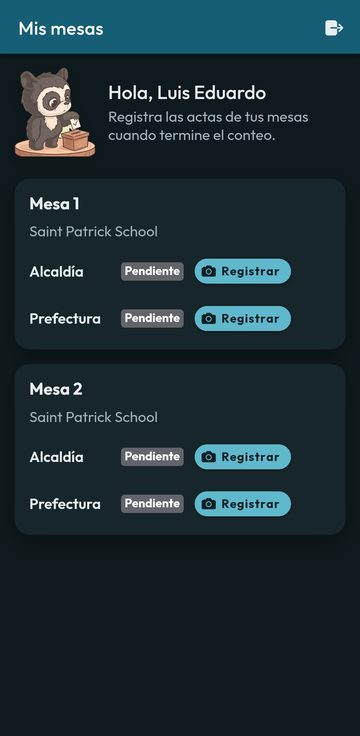 Mis mesas
Hola, Luis Eduardo
Registra las actas de tus mesas
cuando termine el conteo.
Mesa 1
Saint Patrick School
Alcaldía Pendiente Registrar
Prefectura Pendiente Registrar
Mesa 2
Saint Patrick School
Alcaldía Pendiente Registrar
Prefectura Pendiente Registrar